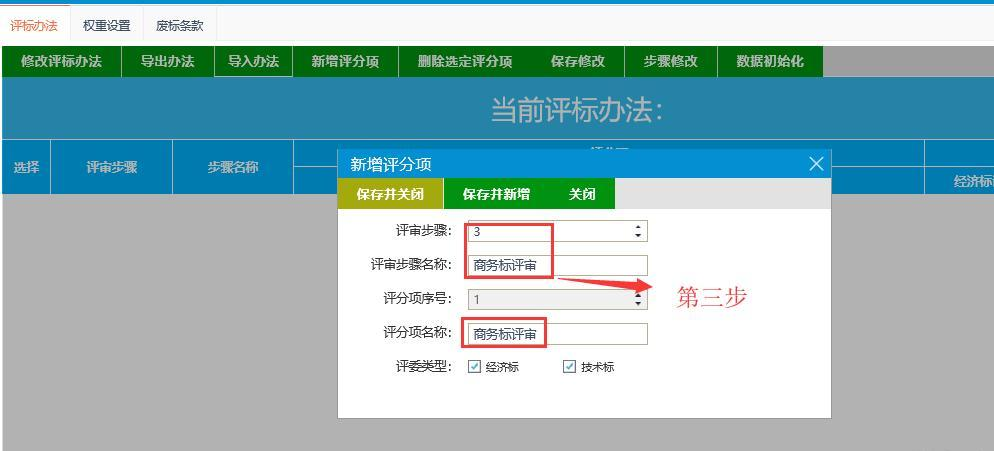 评标办法 权重设置 废标条款
修改评标办法 导出办法 导入办法 新增评分项 删除选定评分项 保存修改 步骤修改 数据初始化
当前评标办法：
选择 评审步骤 步骤名称
经济标
新增评分项
保存并关闭 保存并新增 关闭
评审步骤： 3
评审步骤名称： 商务标评审
评分项序号： 1
第三步
评分项名称： 商务标评审
评委类型： 经济标 技术标